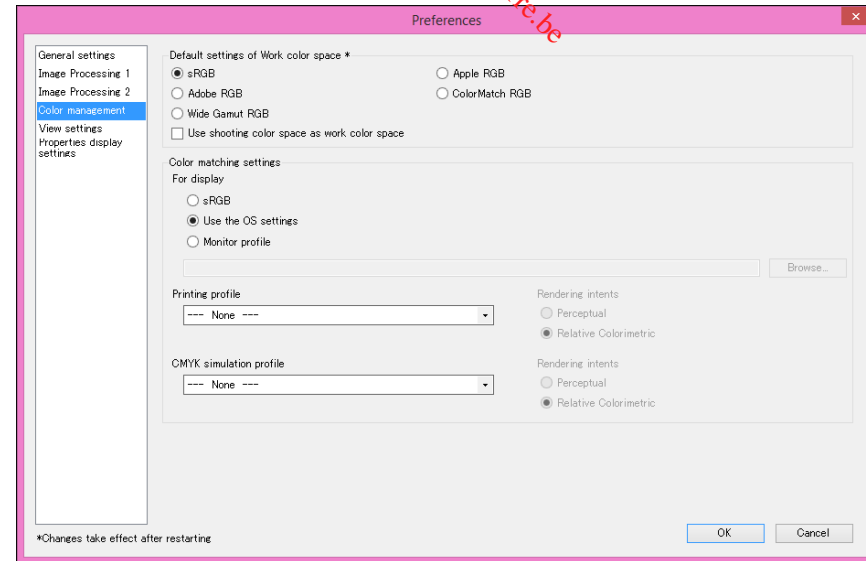 Preferences
General settings
Image Processing 1
Image Processing 2
Color management
View settings
Properties display
settings
Default settings of Work color space *
sRGB
Apple RGB
Adobe RGB
ColorMatch RGB
Wide Gamut RGB
Use shooting color space as work color space
Color matching settings
For display
sRGB
Use the OS settings
Monitor profile
Browse...
Printing profile
--- None ---
Rendering intents
Perceptual
Relative Colorimetric
CMYK simulation profile
--- None ---
Rendering intents
Perceptual
Relative Colorimetric
*Changes take effect after restarting
OK
Cancel